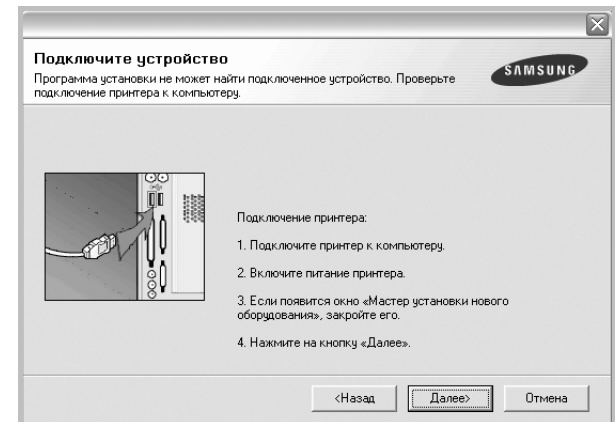 Подключите устройство
Программа установки не может найти подключенное устройство. Проверьте
подключение принтера к компьютеру.
SAMSUNG
Подключение принтера:
1. Подключите принтер к компьютеру.
2. Включите питание принтера.
3. Если появится окно «Мастер установки нового
оборудования», закройте его.
4. Нажмите на кнопку «Далее».
<Назад
Далее>
Отмена